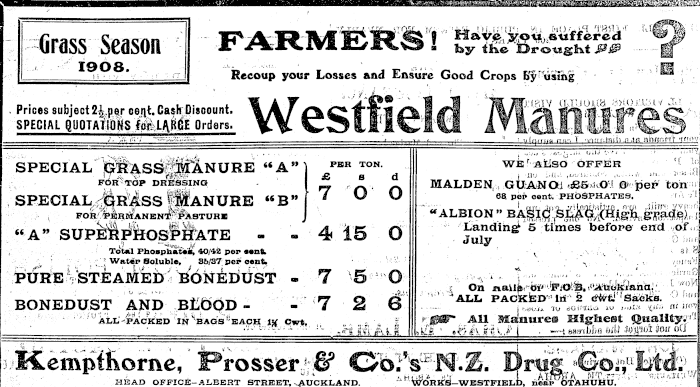 Grass Season
1908.
FARMERS! Have you suffered
by the Drought ?
Recoup your Losses and Ensure Good Crops by using
Prices subject 2½ per cent. Cash Discount.
SPECIAL QUOTATIONS for LARGE Orders.
Westfield Manures
PER TON.
£ s d
SPECIAL GRASS MANURE "A"
FOR TOP DRESSING
7 0 0
SPECIAL GRASS MANURE "B"
FOR PERMANENT PASTURE
"A" SUPERPHOSPHATE - - 4 15 0
Total Phosphates, 40/42 per cent.
Water Soluble, 35/37 per cent.
PURE STEAMED BONEDUST - 7 5 0
BONEDUST AND BLOOD - - 7 2 6
ALL PACKED IN BAGS EACH 1¼ Cwt.
WE ALSO OFFER
MALDEN GUANO £5 0 0 per ton
68 per cent. PHOSPHATES.
"ALBION" BASIC SLAG (High grade)
Landing 5 times before end of
July
On rails or F.O.B. Auckland.
ALL PACKED in 2 cwt. Sacks.
All Manures Highest Quality.
Kempthorne, Prosser & Co.'s N.Z. Drug Co., Ltd.
HEAD OFFICE-ALBERT STREET, AUCKLAND. WORKS-WESTFIELD, near OTAHUHU.